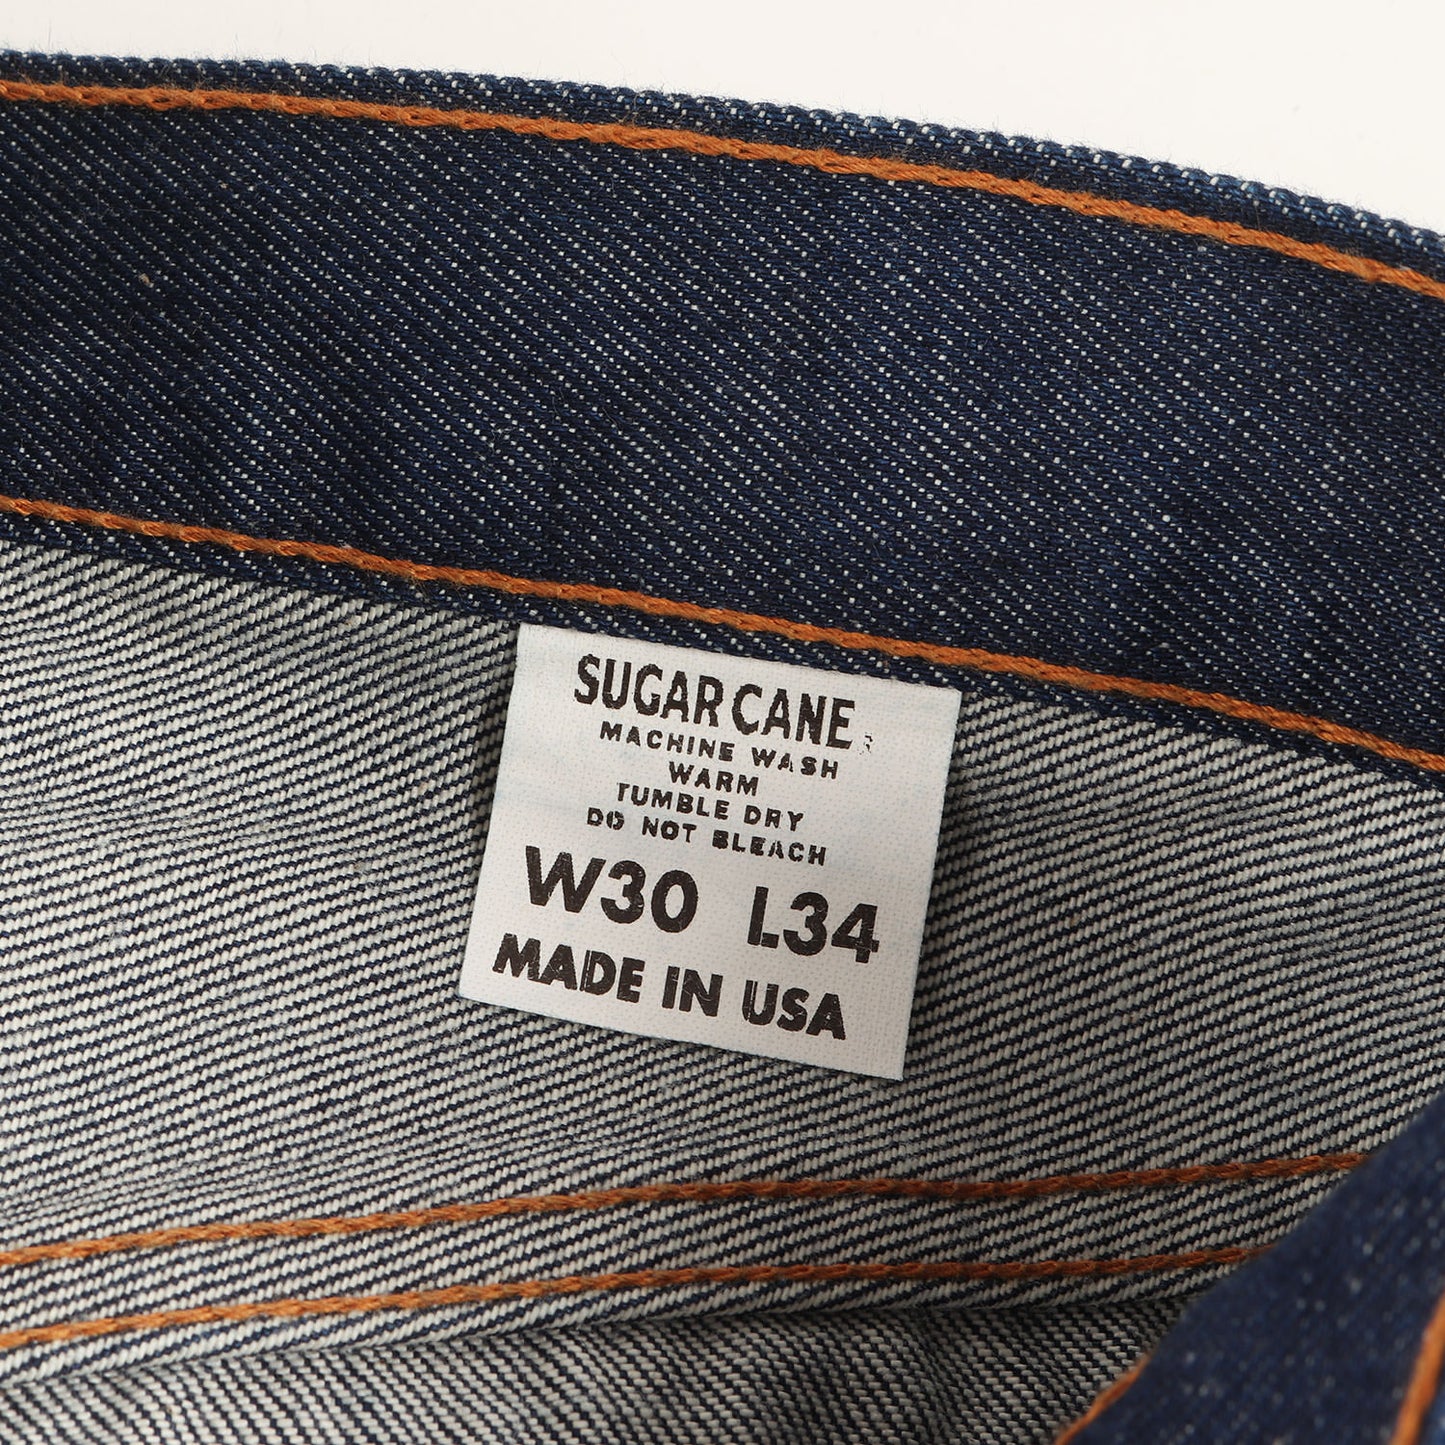 SUGAR CANE
MACHINE WASH
WARM
TUMBLE DRY
DO NOT BLEACH
W30 L34
MADE IN USA